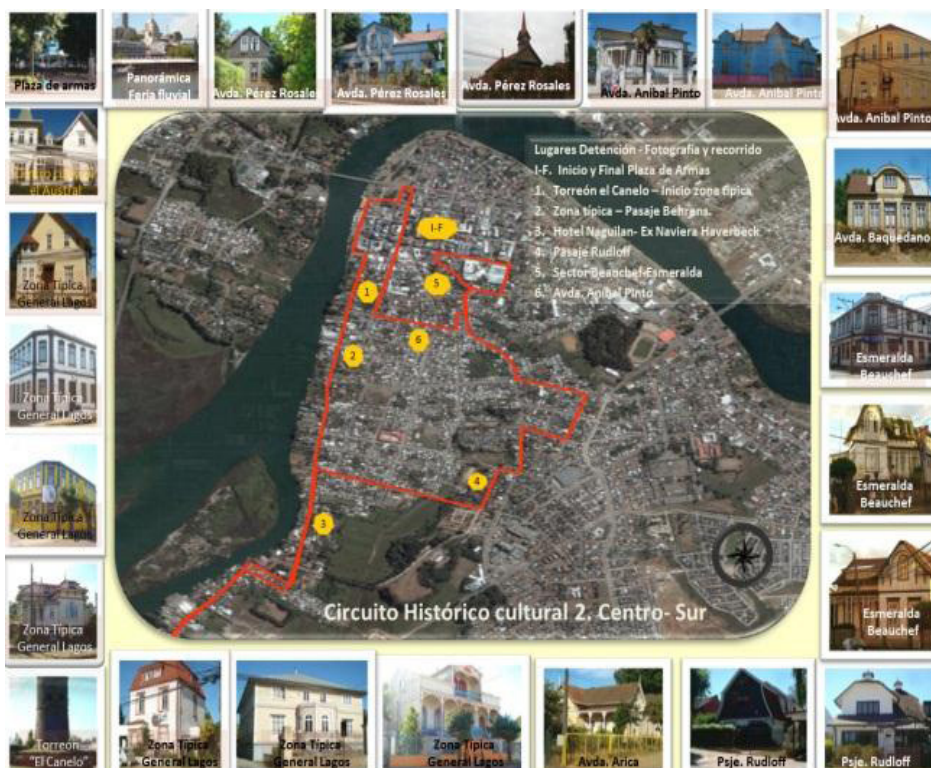 Plaza de armas
Panorámica
Feria fluvial
Avda. Pérez Rosales
Avda. Pérez Rosales
Avda. Pérez Rosales
Avda. Anibal Pinto
Avda. Anibal Pinto
Avda. Anibal Pinto
el Austral
Zona Típica
General Lagos
Zona Típica
General Lagos
Zona Típica
General Lagos
Zona Típica
General Lagos
Torreón
"El Canelo"
Lugares Detención - Fotografía y recorrido
I-F. Inicio y Final Plaza de Armas
1. Torreón el Canelo – Inicio zona típica
2. Zona típica – Pasaje Behrens.
3. Hotel Naguilan- Ex Naviera Haverbeck
4. Pasaje Rudloff
5. Sector Beauchef-Esmeralda
6. Avda. Anibal Pinto
I-F
5
1
6
2
4
3
Circuito Histórico cultural 2. Centro- Sur
Avda. Baquedano
Esmeralda
Beauchef
Esmeralda
Beauchef
Esmeralda
Beauchef
Zona Típica
General Lagos
Zona Típica
General Lagos
Zona Típica
General Lagos
Avda. Arica
Psje. Rudloff
Psje. Rudloff